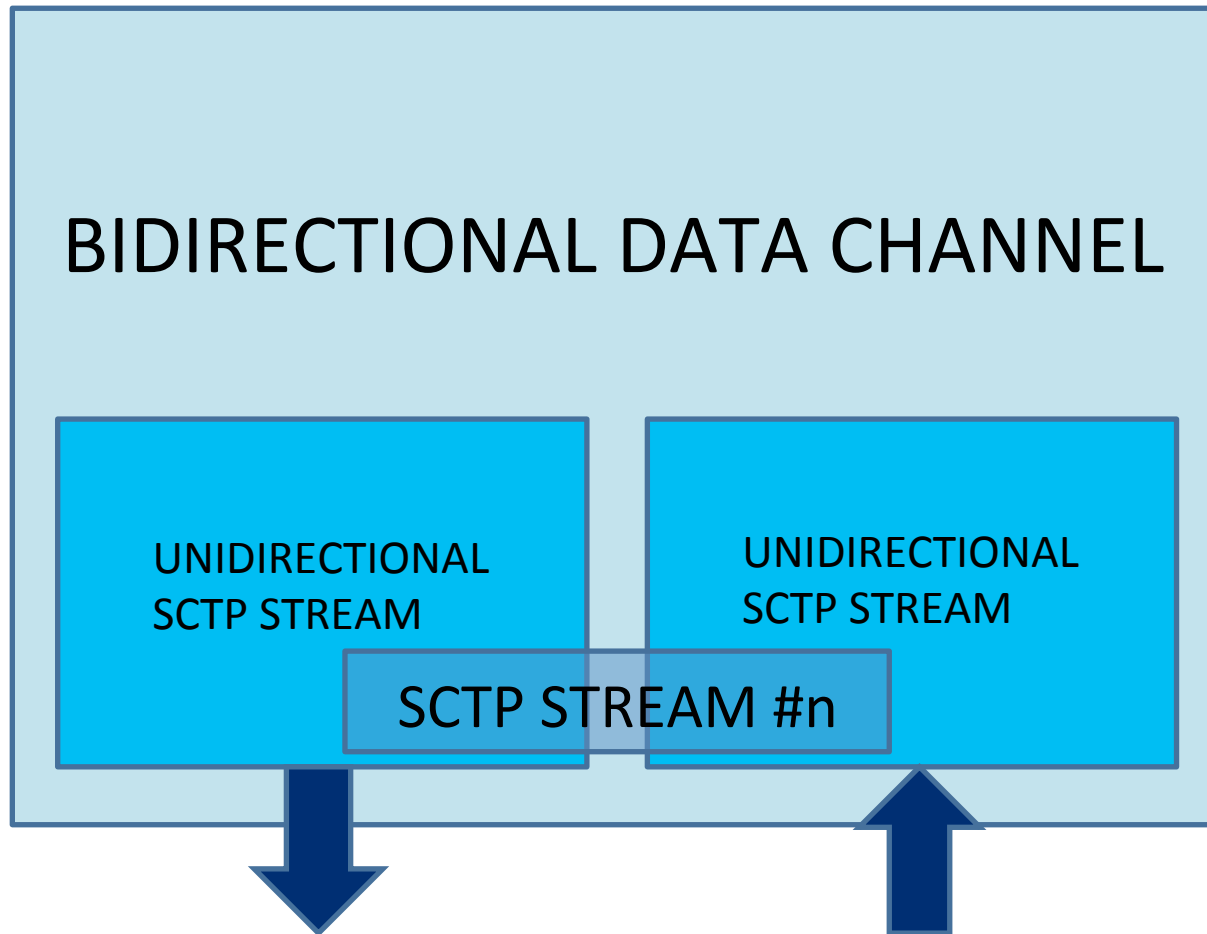 BIDIRECTIONAL DATA CHANNEL
UNIDIRECTIONAL
SCTP STREAM
UNIDIRECTIONAL
SCTP STREAM
SCTP STREAM #n